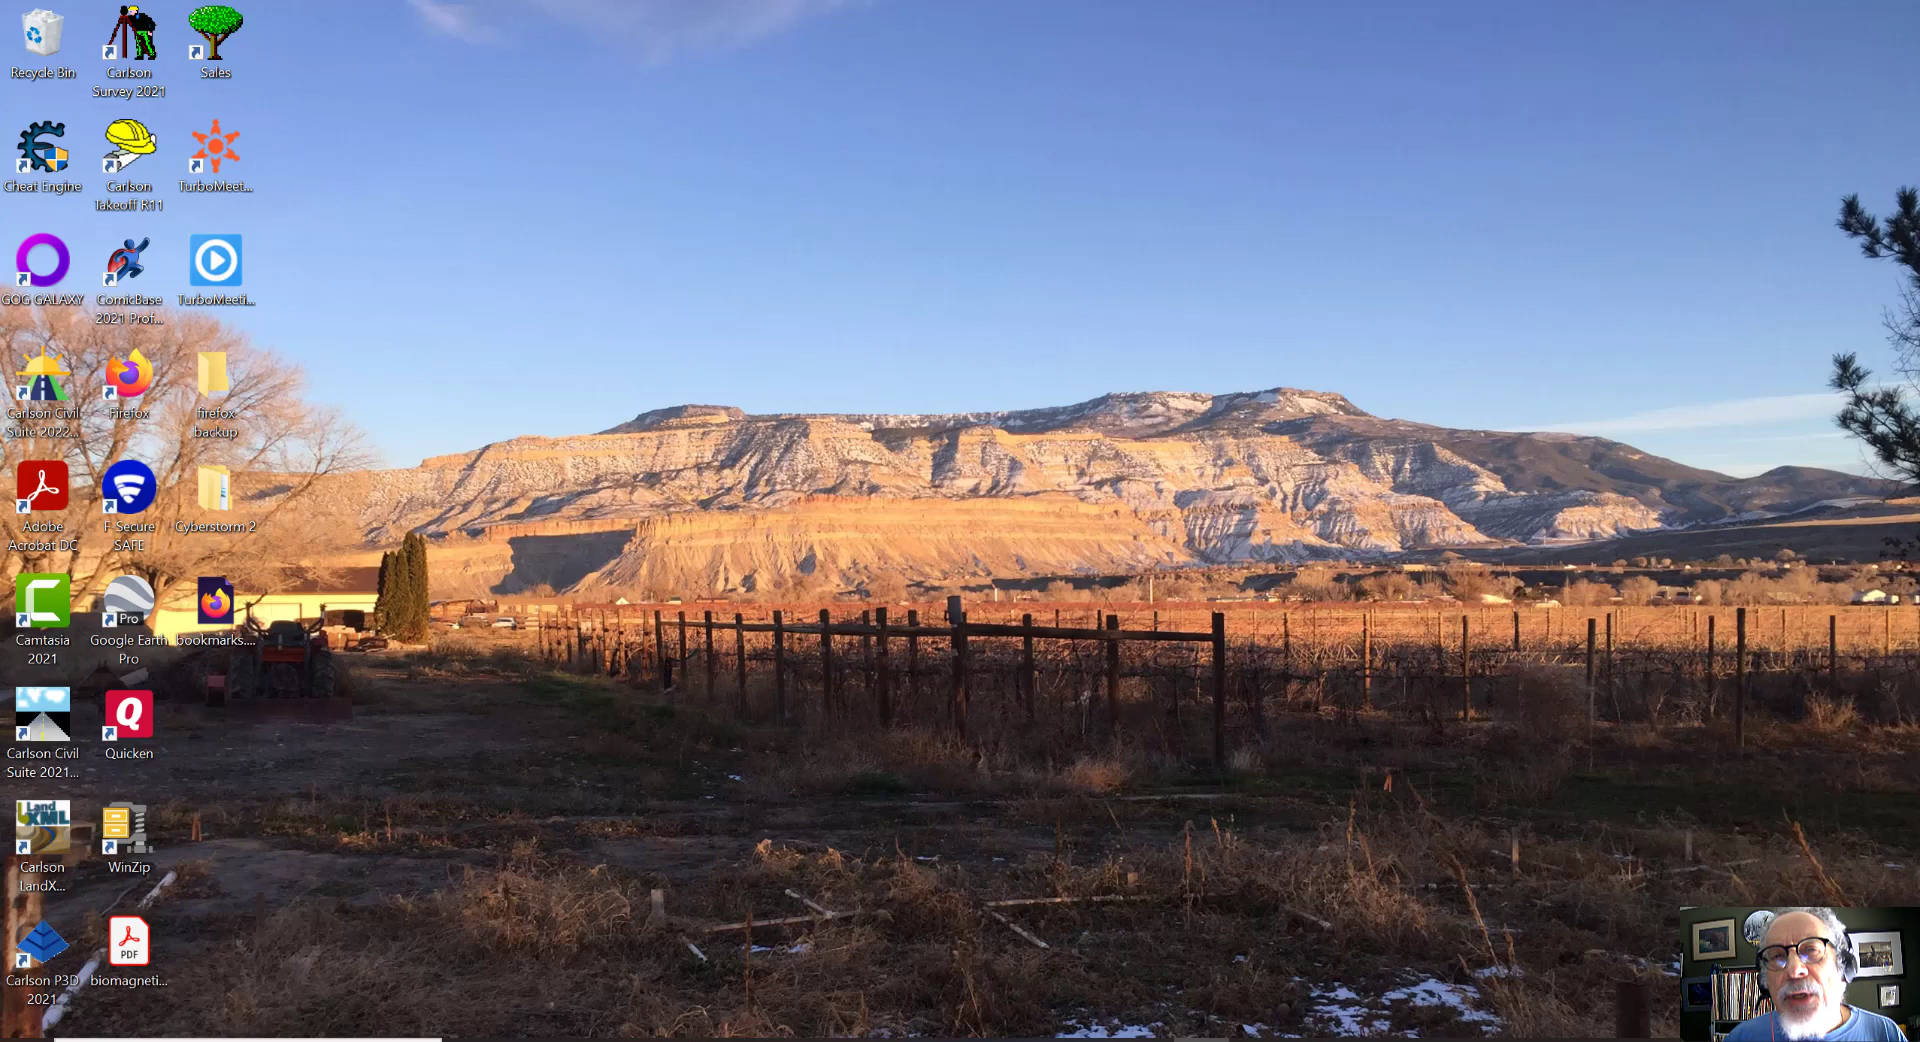 Recycle Bin
Carlson
Survey 2021
Sales
Cheat Engine
Carlson
Takeoff R11
TurboMeet...
GOG GALAXY
ComicBase
2021 Prof...
TurboMeeti...
Carlson Civil
Suite 2022...
Firefox
firefox
backup
Adobe
Acrobat DC
F-Secure
SAFE
Cyberstorm 2
Camtasia
2021
Pro
Google Earth
Pro
bookmarks....
Carlson Civil
Suite 2021...
Q
Quicken
Land
XML
Carlson
LandX...
WinZip
Carlson P3D
2021
PDF
biomagneti...